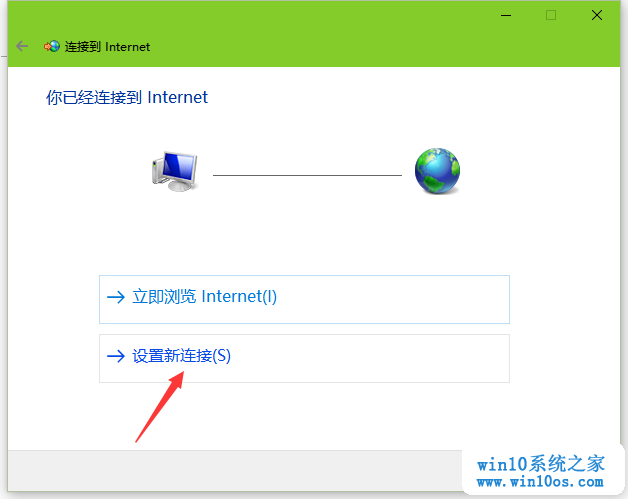 连接到 Internet
你已经连接到 Internet
立即浏览 Internet(I)
设置新连接(S)
win10系统之家
www.win10os.com